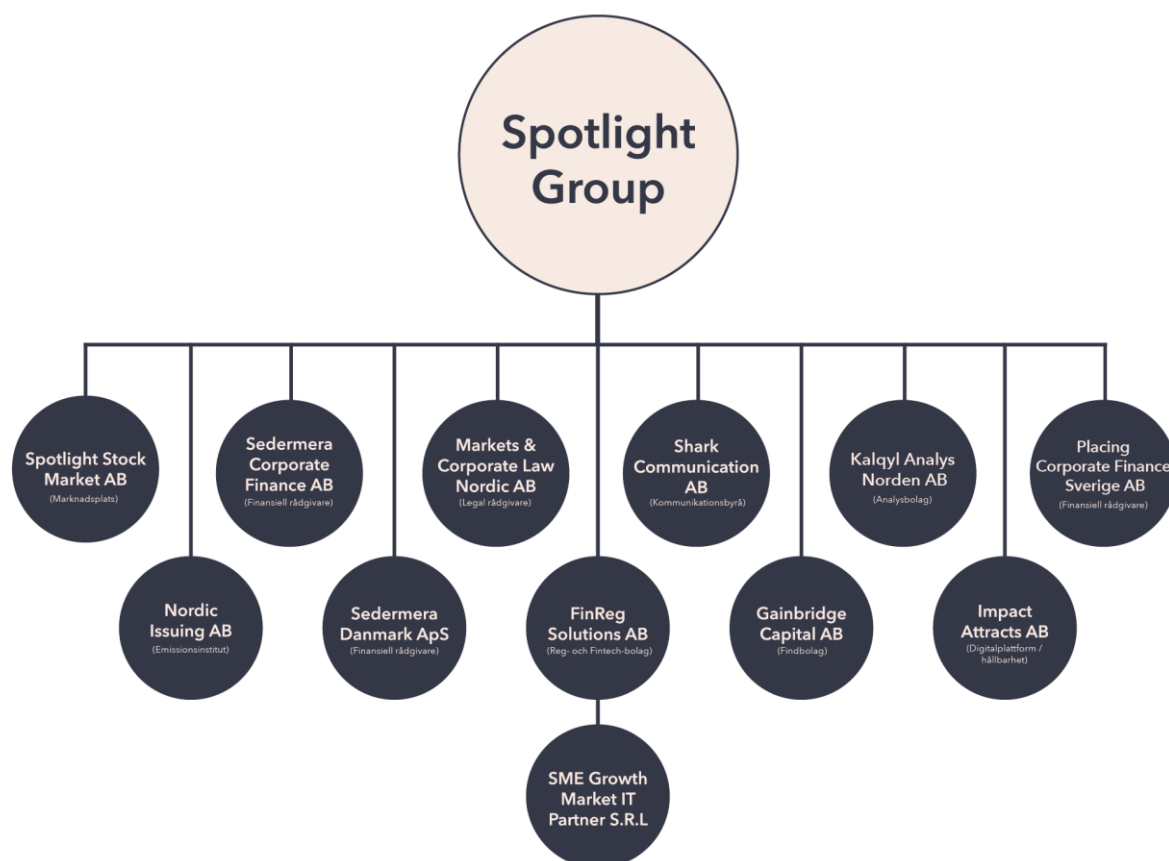 Spotlight
Group
Spotlight Stock
Market AB
(Marknadsplats)
Sedermera
Corporate
Finance AB
(Finansiell rådgivare)
Markets &
Corporate Law
Nordic AB
(Legal rådgivare)
Shark
Communication
AB
(Kommunikationsbyrå)
Kalqyl Analys
Norden AB
(Analysbolag)
Placing
Corporate Finance
Sverige AB
(Finansiell rådgivare)
Nordic
Issuing AB
(Emissionsinstitut)
Sedermera
Danmark ApS
(Finansiell rådgivare)
FinReg
Solutions AB
(Reg- och Fintech-bolag)
Gainbridge
Capital AB
(Findbolag)
Impact
Attracts AB
(Digitalplattform /
hållbarhet)
SME Growth
Market IT
Partner S.R.L